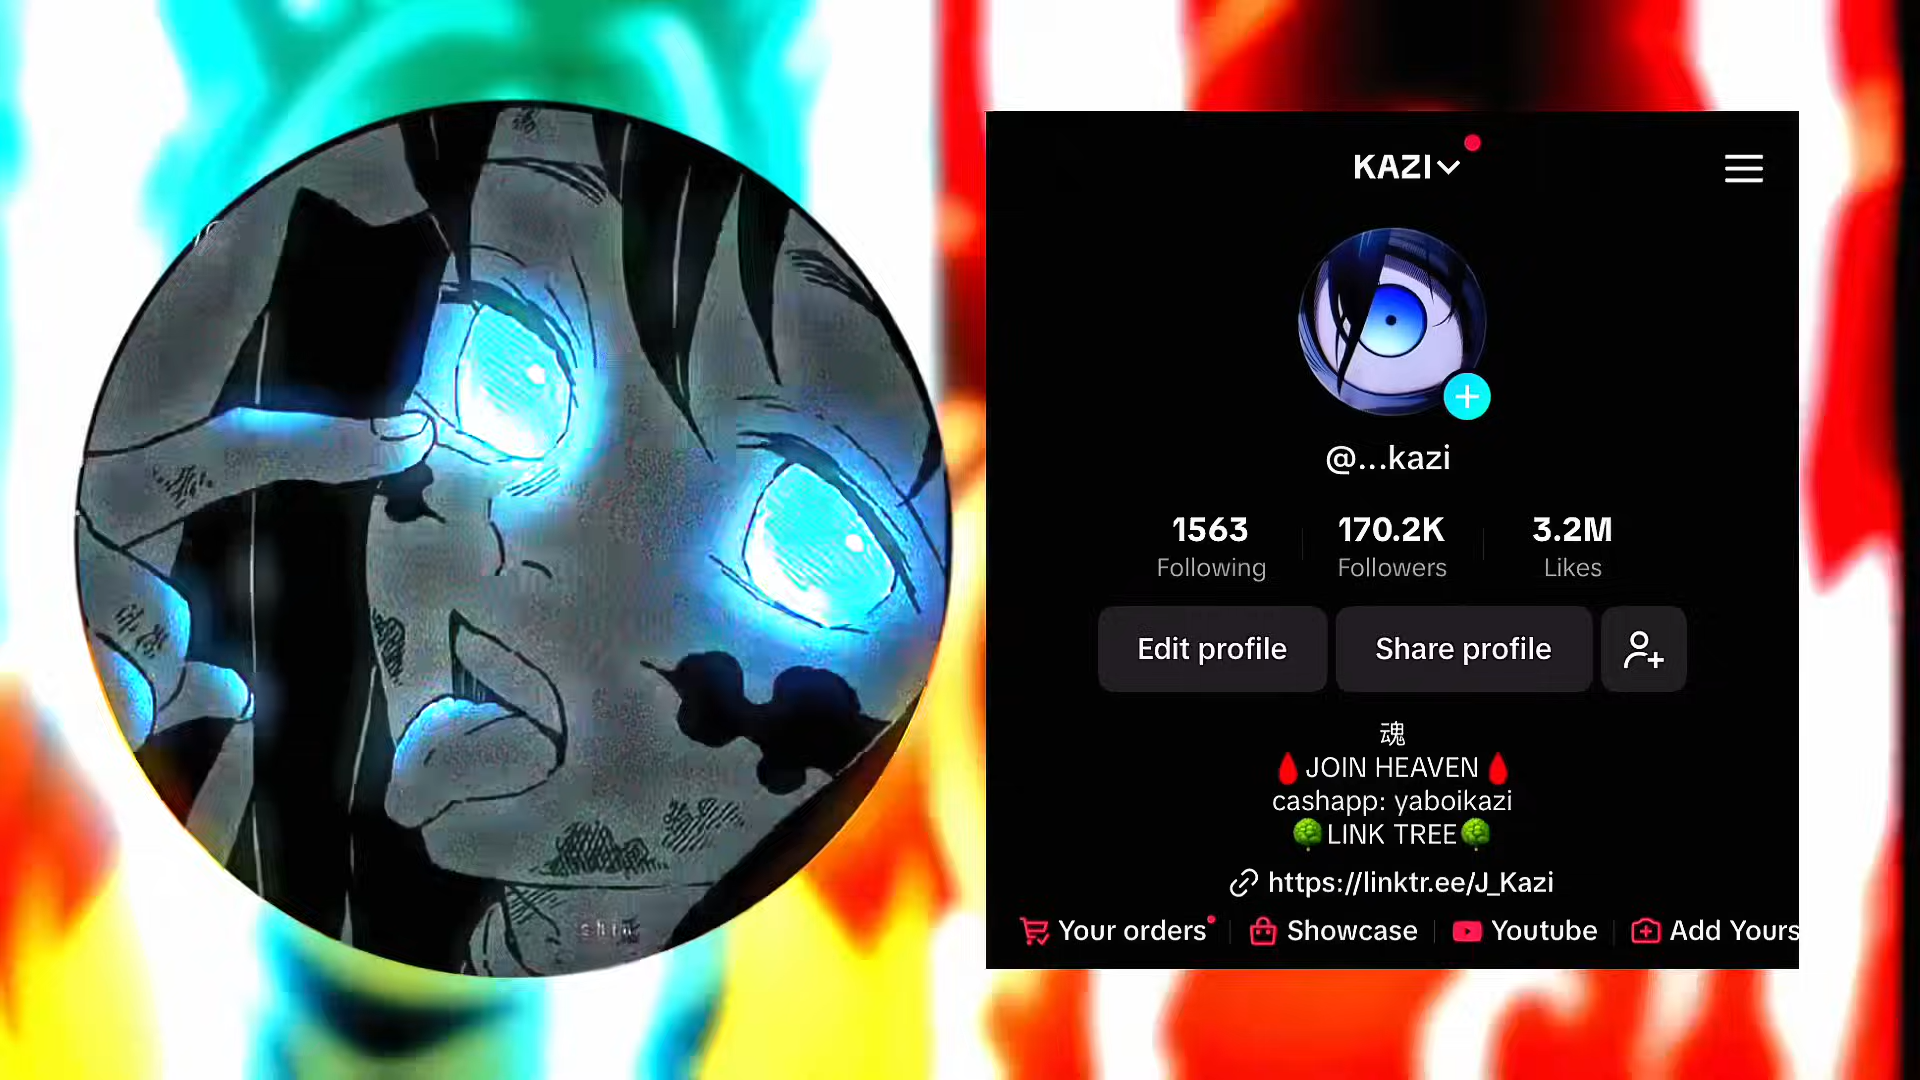 KAZI
@...kazi
1563 170.2K 3.2M
Following Followers Likes
Edit profile Share profile
魂
🩸JOIN HEAVEN🩸
cashapp: yaboikazi
🌳LINK TREE🌳
https://linktr.ee/J_Kazi
Your orders Showcase Youtube Add Yours